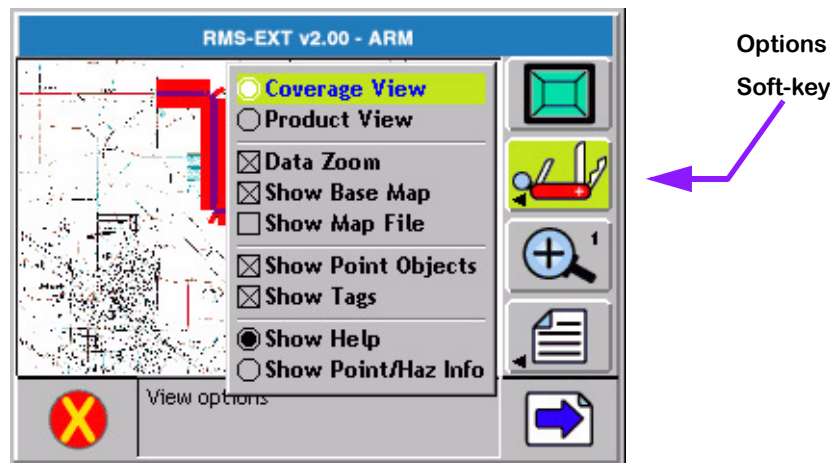 RMS-EXT v2.00 - ARM
Options
Soft-key
Coverage View
Product View
Data Zoom
Show Base Map
Show Map File
Show Point Objects
Show Tags
Show Help
Show Point/Haz Info
1
View options